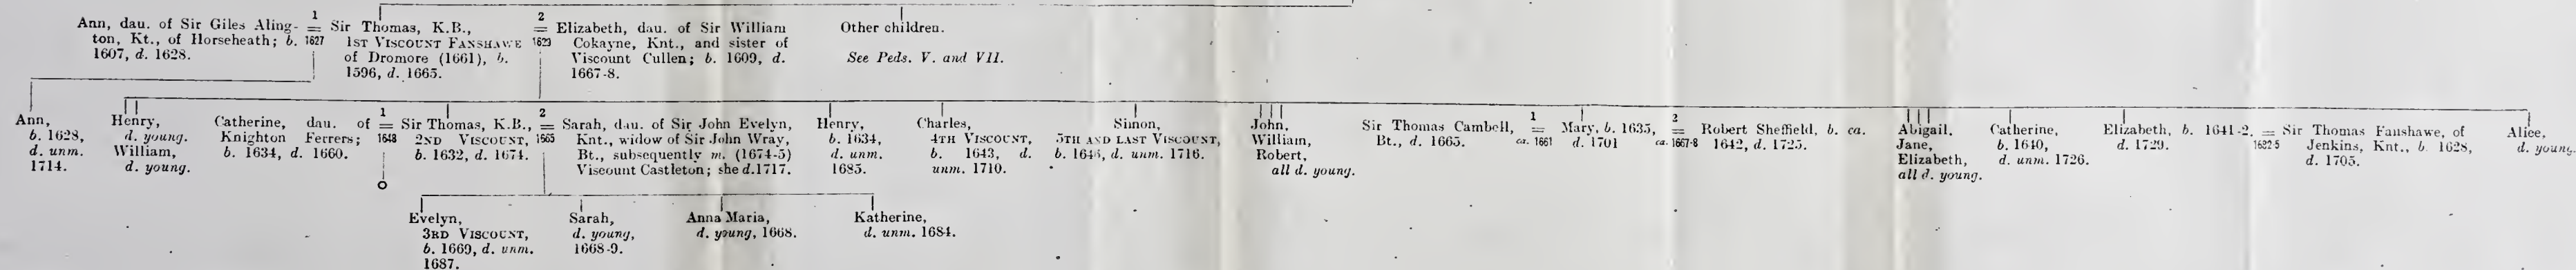 Ann, dau. of Sir Giles Aling-
ton, Kt., of Horseheath; b.
1607, d. 1628.
1
=
1627
Sir Thomas, K.B.,
1ST VISCOUNT FANSHAWE
of Dromore (1661), b.
1596, d. 1665.
2
=
1629
Elizabeth, dau. of Sir William
Cokayne, Knt., and sister of
Viscount Cullen; b. 1609, d.
1667-8.
Other children.
See Peds. V. and VII.
Ann,
b. 1628,
d. unm.
1714.
Henry,
d. young.
William,
d. young.
Catherine, dau. of
Knighton Ferrers;
b. 1634, d. 1660.
1
=
1648
Sir Thomas, K.B.,
2ND VISCOUNT,
b. 1632, d. 1674.
2
=
1665
Sarah, dau. of Sir John Evelyn,
Knt., widow of Sir John Wray,
Bt., subsequently m. (1674-5)
Viscount Castleton; she d.1717.
Henry,
b. 1634,
d. unm.
1685.
Charles,
4TH VISCOUNT,
b. 1643, d.
unm. 1710.
Simon,
5TH AND LAST VISCOUNT,
b. 164, d. unm. 1716.
John,
William,
Robert,
all d. young.
Sir Thomas Cambell,
Bt., d. 1665.
1
=
ca. 1661
Mary, b. 1635,
d. 1701
2
=
ca. 1667-8
Robert Sheffield, b. ca.
1642, d. 1725.
Abigail,
Jane,
Elizabeth,
all d. young.
Catherine,
b. 1640,
d. unm. 1726.
Elizabeth, b. 1641-2.
d. 1729.
=
Sir Thomas Fanshawe, of
Jenkins, Knt., b. 1628,
d. 1705.
Alice,
d. young.
Evelyn,
3RD VISCOUNT,
b. 1669, d. unm.
1687.
Sarah,
d. young,
1668-9.
Anna Maria,
d. young, 1668.
Katherine,
d. unm. 1684.